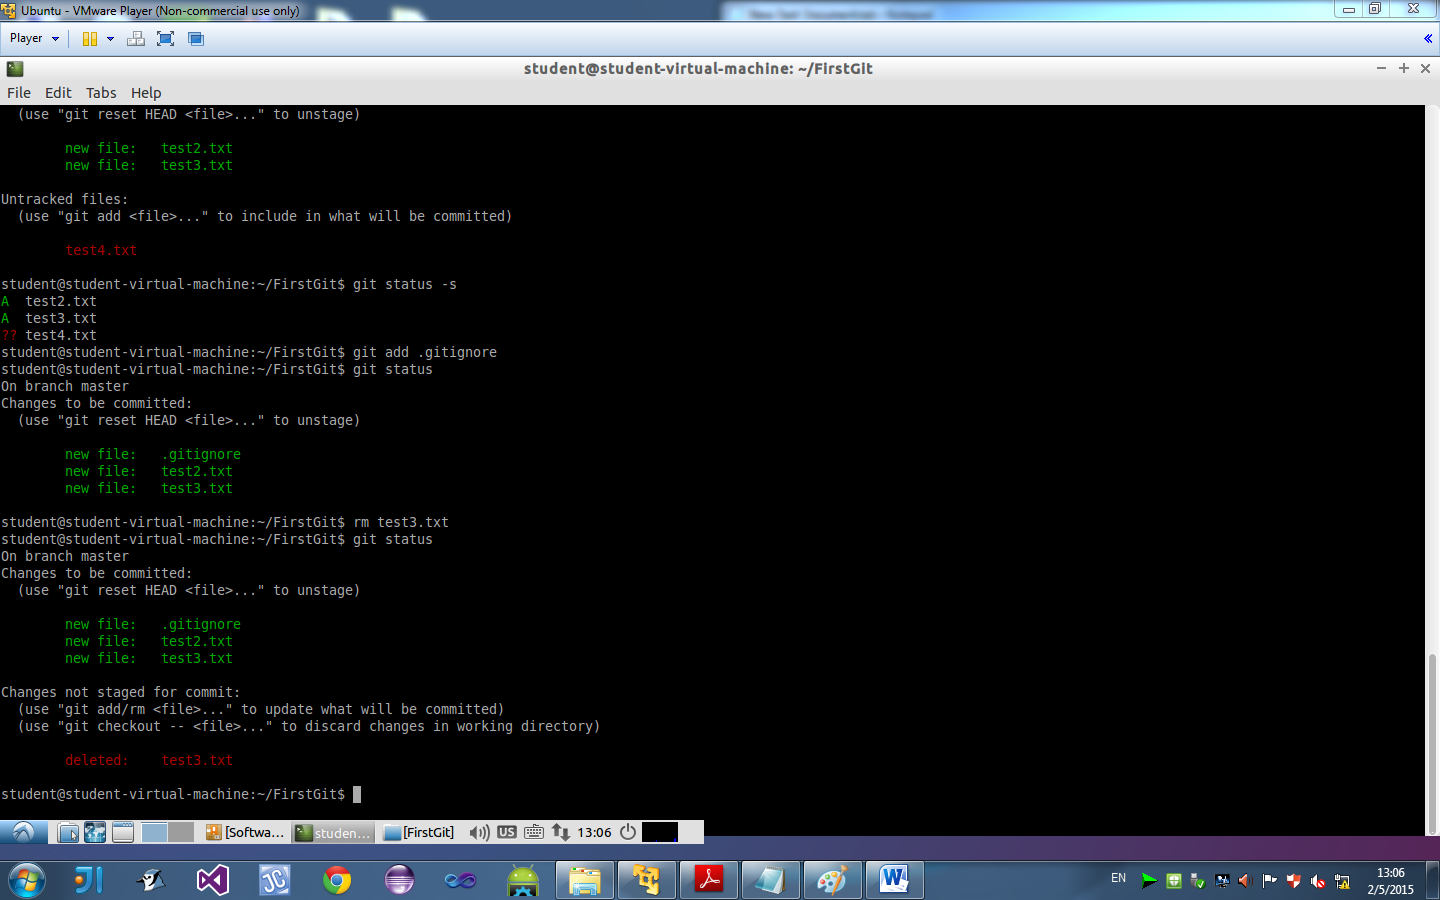 Ubuntu - VMware Player (Non-commercial use only)
Player
student@student-virtual-machine: ~/FirstGit
File Edit Tabs Help
(use "git reset HEAD <file>..." to unstage)
new file:   test2.txt
new file:   test3.txt
Untracked files:
(use "git add <file>..." to include in what will be committed)
test4.txt
student@student-virtual-machine:~/FirstGit$ git status -s
A  test2.txt
A  test3.txt
?? test4.txt
student@student-virtual-machine:~/FirstGit$ git add .gitignore
student@student-virtual-machine:~/FirstGit$ git status
On branch master
Changes to be committed:
(use "git reset HEAD <file>..." to unstage)
new file:   .gitignore
new file:   test2.txt
new file:   test3.txt
student@student-virtual-machine:~/FirstGit$ rm test3.txt
student@student-virtual-machine:~/FirstGit$ git status
On branch master
Changes to be committed:
(use "git reset HEAD <file>..." to unstage)
new file:   .gitignore
new file:   test2.txt
new file:   test3.txt
Changes not staged for commit:
(use "git add/rm <file>..." to update what will be committed)
(use "git checkout -- <file>..." to discard changes in working directory)
deleted:    test3.txt
student@student-virtual-machine:~/FirstGit$
[Softwa... studen... [FirstGit] US 13:06
JI JC W EN 13:06
2/5/2015